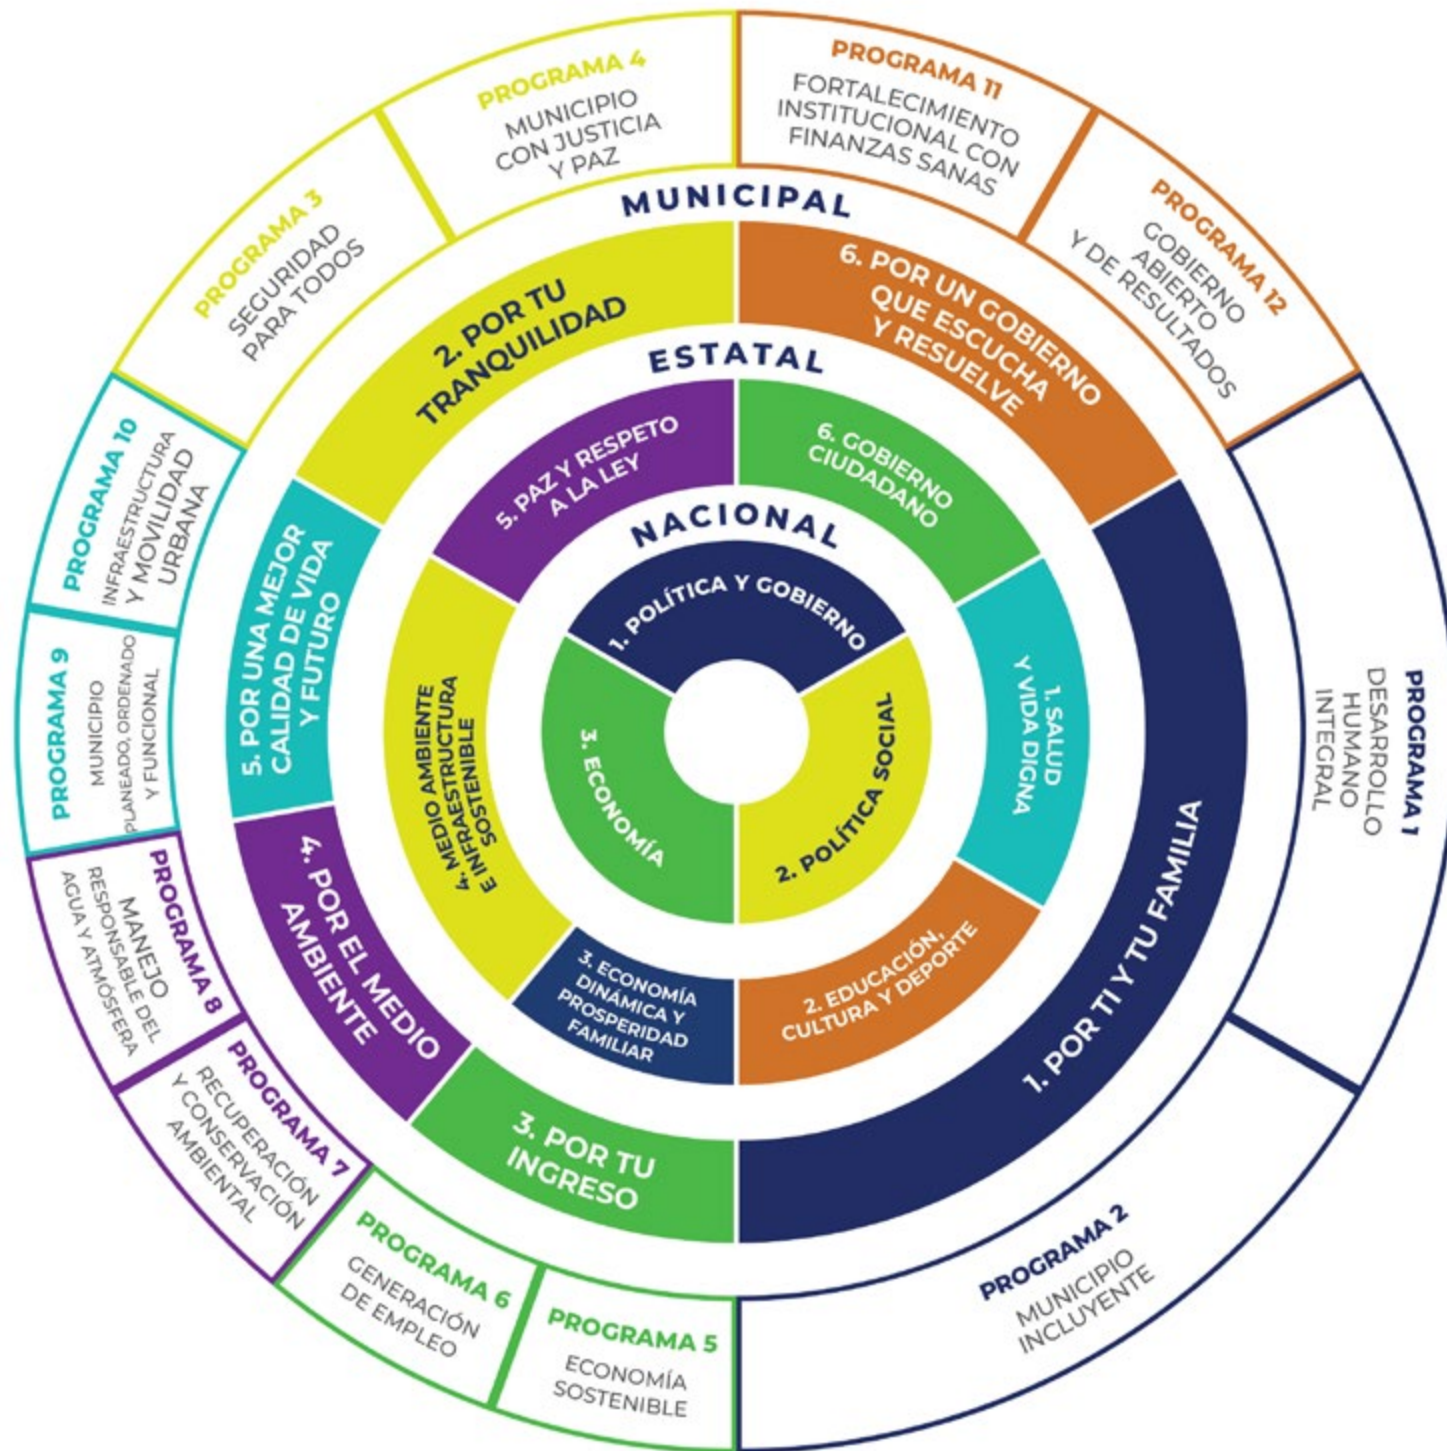 PROGRAMA 4
MUNICIPIO
CON JUSTICIA
Y PAZ
PROGRAMA 11
FORTALECIMIENTO
INSTITUCIONAL CON
FINANZAS SANAS
PROGRAMA 12
GOBIERNO
ABIERTO
Y DE RESULTADOS
PROGRAMA 1
DESARROLLO
HUMANO
INTEGRAL
PROGRAMA 2
MUNICIPIO
INCLUYENTE
PROGRAMA 5
ECONOMÍA
SOSTENIBLE
PROGRAMA 6
GENERACIÓN
DE EMPLEO
PROGRAMA 7
RECUPERACIÓN
Y CONSERVACIÓN
AMBIENTAL
PROGRAMA 8
MANEJO
RESPONSABLE DEL
AGUA Y ATMÓSFERA
PROGRAMA 9
MUNICIPIO
PLANEADO, ORDENADO
Y FUNCIONAL
PROGRAMA 10
INFRAESTRUCTURA
Y MOVILIDAD
URBANA
PROGRAMA 3
SEGURIDAD
PARA TODOS
MUNICIPAL
2. POR TU
TRANQUILIDAD
6. POR UN GOBIERNO
QUE ESCUCHA
Y RESUELVE
1. POR TI Y TU FAMILIA
3. POR TU
INGRESO
4. POR EL MEDIO
AMBIENTE
5. POR UNA MEJOR
CALIDAD DE VIDA
Y FUTURO
ESTATAL
5. PAZ Y RESPETO
A LA LEY
6. GOBIERNO
CIUDADANO
1. SALUD
Y VIDA DIGNA
2. EDUCACIÓN,
CULTURA Y DEPORTE
3. ECONOMÍA
DINÁMICA Y
PROSPERIDAD
FAMILIAR
4. MEDIO AMBIENTE
E INFRAESTRUCTURA
SOSTENIBLE
NACIONAL
1. POLÍTICA Y GOBIERNO
2. POLÍTICA SOCIAL
3. ECONOMÍA